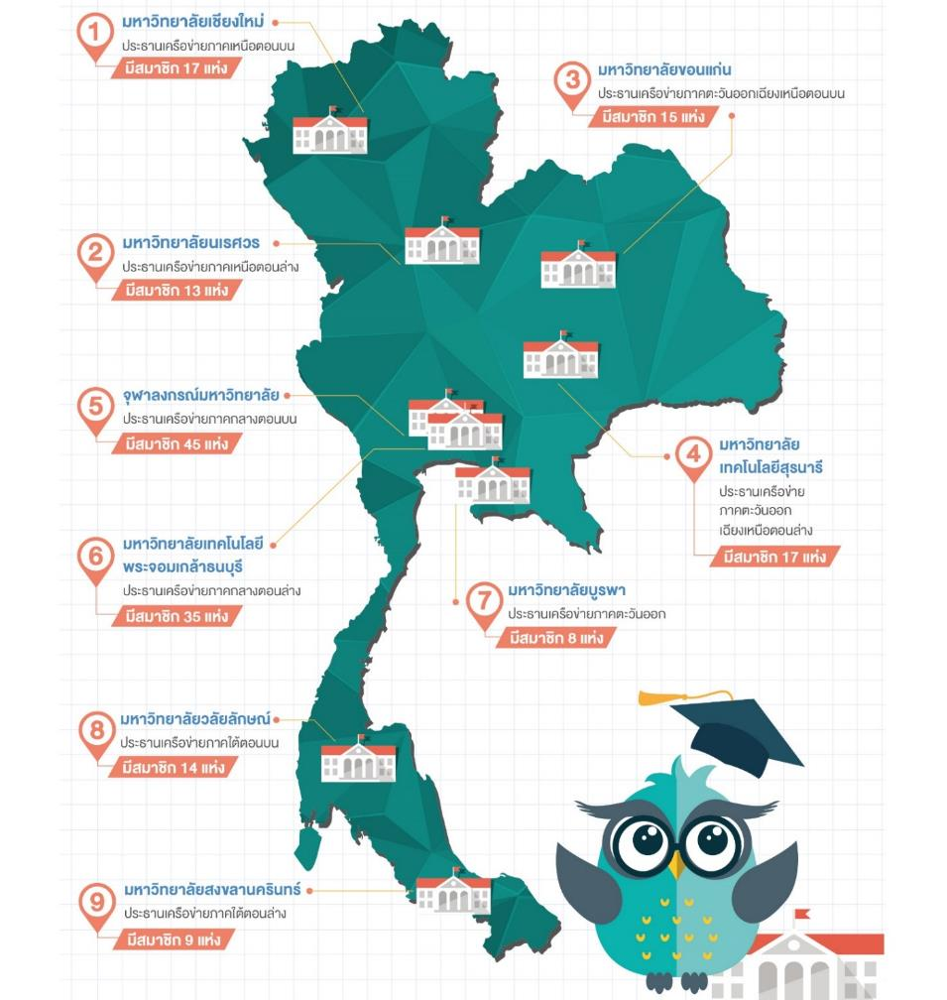 1
มหาวิทยาลัยเชียงใหม่
ประธานเครือข่ายภาคเหนือตอนบน
มีสมาชิก 17 แห่ง
2
มหาวิทยาลัยนเรศวร
ประธานเครือข่ายภาคเหนือตอนล่าง
มีสมาชิก 13 แห่ง
3
มหาวิทยาลัยขอนแก่น
ประธานเครือข่ายภาคตะวันออกเฉียงเหนือตอนบน
มีสมาชิก 15 แห่ง
4
มหาวิทยาลัย
เทคโนโลยีสุรนารี
ประธานเครือข่าย
ภาคตะวันออก
เฉียงเหนือตอนล่าง
มีสมาชิก 17 แห่ง
5
จุฬาลงกรณ์มหาวิทยาลัย
ประธานเครือข่ายภาคกลางตอนบน
มีสมาชิก 45 แห่ง
6
มหาวิทยาลัยเทคโนโลยี
พระจอมเกล้าธนบุรี
ประธานเครือข่ายภาคกลางตอนล่าง
มีสมาชิก 35 แห่ง
7
มหาวิทยาลัยบูรพา
ประธานเครือข่ายภาคตะวันออก
มีสมาชิก 8 แห่ง
8
มหาวิทยาลัยวลัยลักษณ์
ประธานเครือข่ายภาคใต้ตอนบน
มีสมาชิก 14 แห่ง
9
มหาวิทยาลัยสงขลานครินทร์
ประธานเครือข่ายภาคใต้ตอนล่าง
มีสมาชิก 9 แห่ง